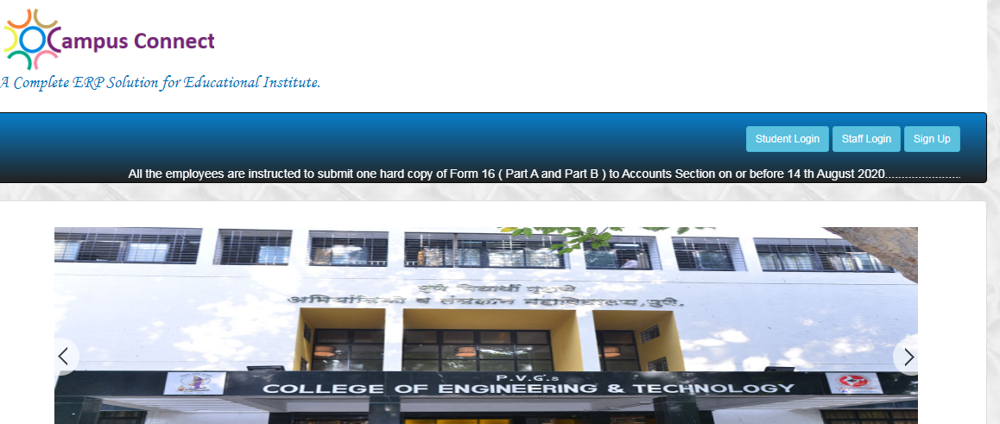 Campus Connect
A Complete ERP Solution for Educational Institute.
Student Login Staff Login Sign Up
All the employees are instructed to submit one hard copy of Form 16 ( Part A and Part B ) to Accounts Section on or before 14 th August 2020.......................
पुणे विद्यार्थी गृहाचे
अभियांत्रिकी व तंत्रज्ञान महाविद्यालय, पुणे.
P.V.G's
COLLEGE OF ENGINEERING & TECHNOLOGY